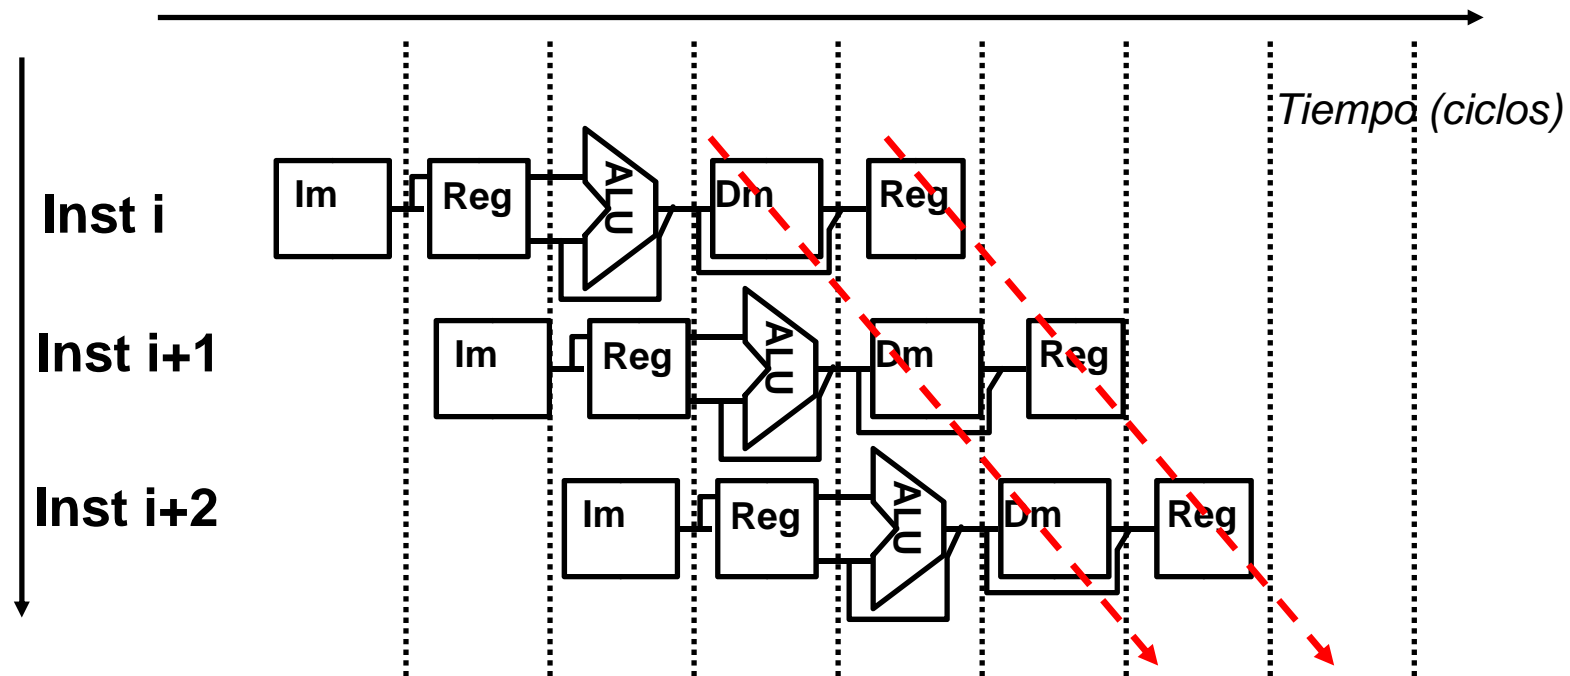 Tiempo (ciclos)
Inst i
Im
Reg
ALU
Dm
Reg
Inst i+1
Im
Reg
ALU
Dm
Reg
Inst i+2
Im
Reg
ALU
Dm
Reg